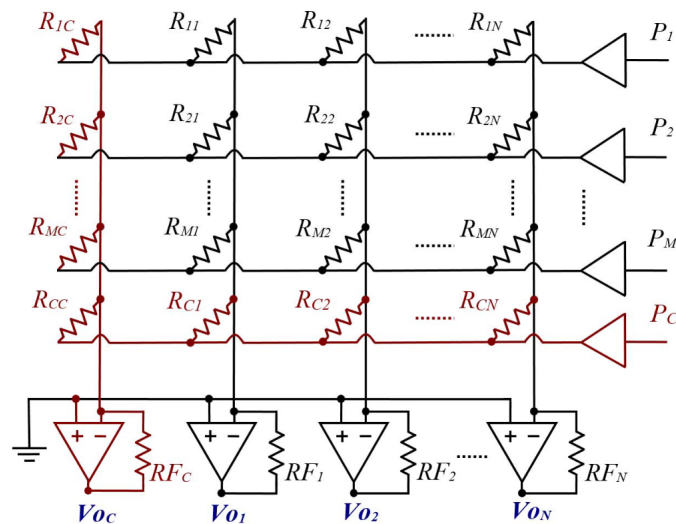 R1C R11 R12 R1N P1
R2C R21 R22 R2N P2
RMC RM1 RM2 RMN PM
RCC RC1 RC2 RCN PC
+ − + − + − + −
RFC RF1 RF2 RFN
VoC Vo1 Vo2 VoN